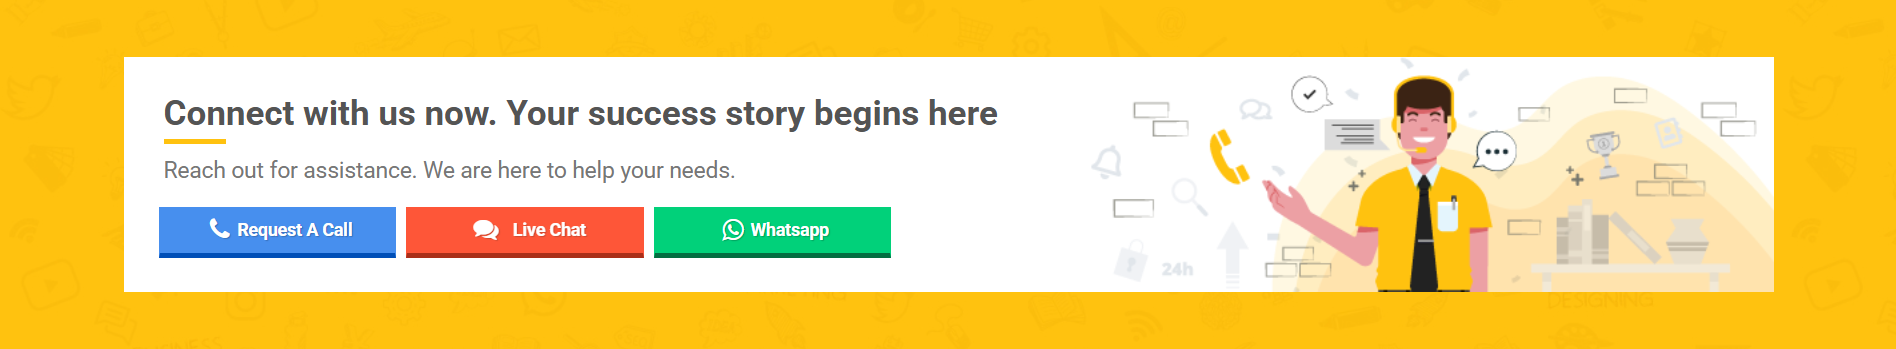 Connect with us now. Your success story begins here
Reach out for assistance. We are here to help your needs.
Request A Call
Live Chat
Whatsapp
24h
DESIGNING